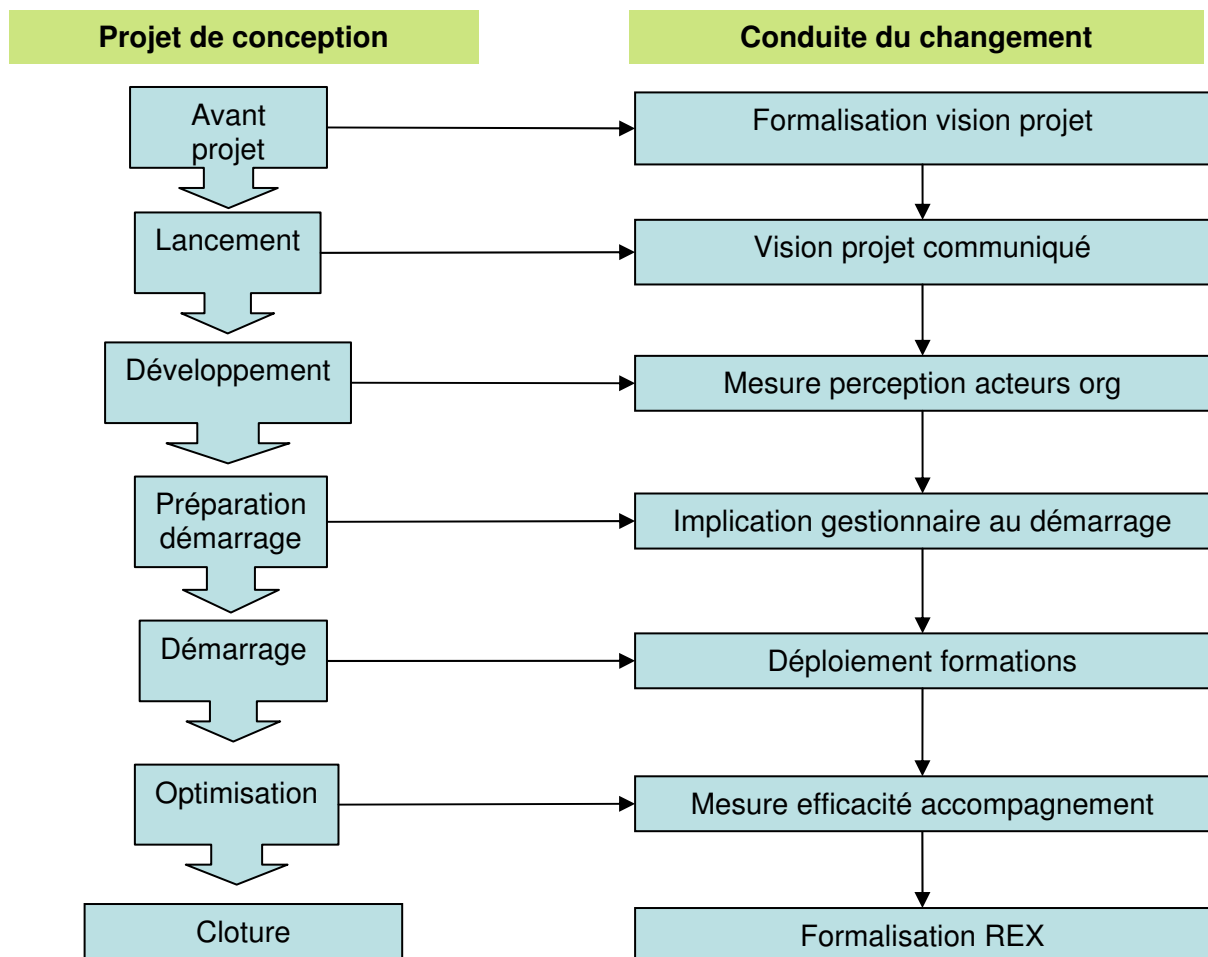 Projet de conception
Conduite du changement
Avant
projet
Formalisation vision projet
Lancement
Vision projet communiqué
Développement
Mesure perception acteurs org
Préparation
démarrage
Implication gestionnaire au démarrage
Démarrage
Déploiement formations
Optimisation
Mesure efficacité accompagnement
Cloture
Formalisation REX